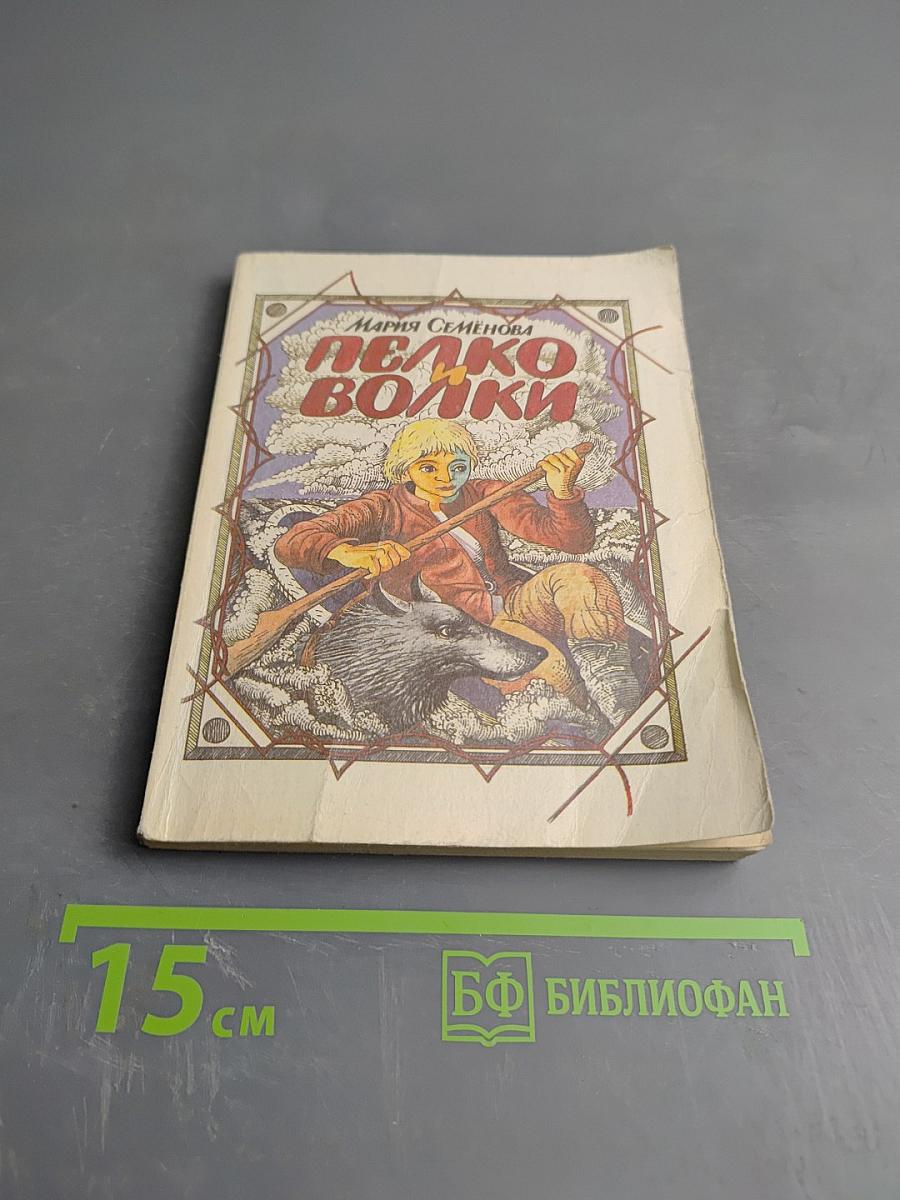 Мария Семёнова
ПЕЛКО
И
ВОЛКИ
15 см
БФ БИБЛИОФАН